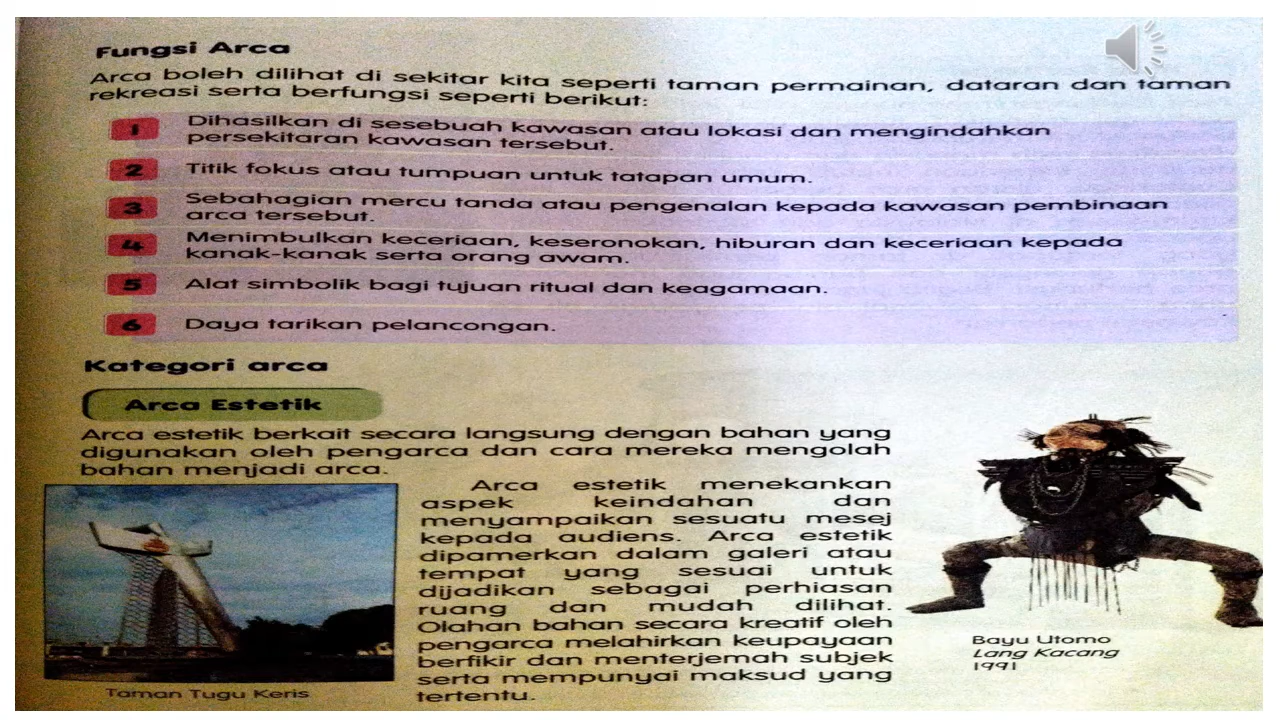 Fungsi Arca
Arca boleh dilihat di sekitar kita seperti taman permainan, dataran dan taman
rekreasi serta berfungsi seperti berikut:
1 Dihasilkan di sesebuah kawasan atau lokasi dan mengindahkan
persekitaran kawasan tersebut.
2 Titik fokus atau tumpuan untuk tatapan umum.
3 Sebahagian mercu tanda atau pengenalan kepada kawasan pembinaan
arca tersebut.
4 Menimbulkan keceriaan, keseronokan, hiburan dan keceriaan kepada
kanak-kanak serta orang awam.
5 Alat simbolik bagi tujuan ritual dan keagamaan.
6 Daya tarikan pelancongan.
Kategori arca
Arca Estetik
Arca estetik berkait secara langsung dengan bahan yang
digunakan oleh pengarca dan cara mereka mengolah
bahan menjadi arca.
Arca estetik menekankan
aspek keindahan dan
menyampaikan sesuatu mesej
kepada audiens. Arca estetik
dipamerkan dalam galeri atau
tempat yang sesuai untuk
dijadikan sebagai perhiasan
ruang dan mudah dilihat.
Olahan bahan secara kreatif oleh
pengarca melahirkan keupayaan
berfikir dan menterjemah subjek
serta mempunyai maksud yang
tertentu.
Taman Tugu Keris
Bayu Utomo
Lang Kacang
1991